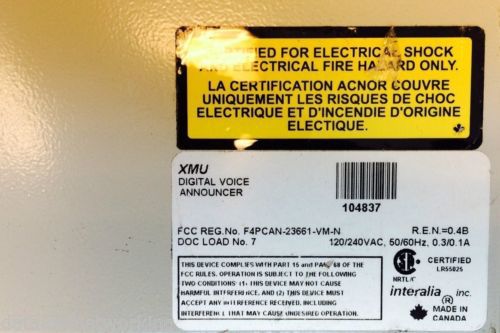 CERTIFIED FOR ELECTRICAL SHOCK
AND ELECTRICAL FIRE HAZARD ONLY.
LA CERTIFICATION ACNOR COUVRE
UNIQUEMENT LES RISQUES DE CHOC
ELECTRIQUE ET D'INCENDIE D'ORIGINE
ELECTIQUE.
XMU
DIGITAL VOICE
ANNOUNCER
104837
FCC REG.No. F4PCAN-23661-VM-N R.E.N.=0.4B
DOC LOAD No. 7 120/240VAC, 50/60Hz, 0.3/0.1A
THIS DEVICE COMPLIES WITH PART 15 and PART 68 OF THE
FCC RULES. OPERATION IS SUBJECT TO THE FOLLOWING
TWO CONDITIONS: (1) THIS DEVICE MAY NOT CAUSE
HARMFUL INTERFERENCE, AND (2) THIS DEVICE MUST
ACCEPT ANY INTERFERENCE RECEIVED, INCLUDING
INTERFERENCE THAT MAY CAUSE UNDESIRED OPERATION.
CERTIFIED
LR55025
NRTL/C
interalia inc.
MADE IN
CANADA